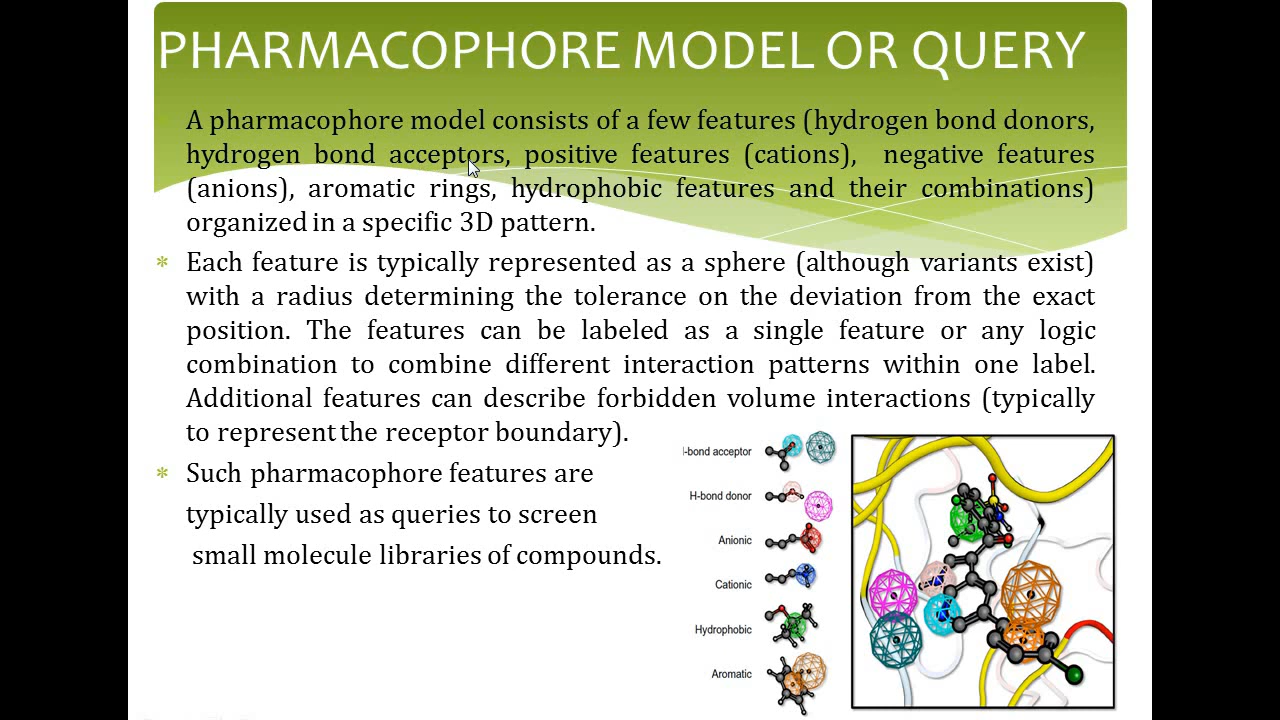 PHARMACOPHORE MODEL OR QUERY
A pharmacophore model consists of a few features (hydrogen bond donors,
hydrogen bond acceptors, positive features (cations), negative features
(anions), aromatic rings, hydrophobic features and their combinations)
organized in a specific 3D pattern.
* Each feature is typically represented as a sphere (although variants exist)
with a radius determining the tolerance on the deviation from the exact
position. The features can be labeled as a single feature or any logic
combination to combine different interaction patterns within one label.
Additional features can describe forbidden volume interactions (typically
to represent the receptor boundary).
* Such pharmacophore features are
typically used as queries to screen
small molecule libraries of compounds.
-bond acceptor
H-bond donor
Anionic
Cationic
Hydrophobic
Aromatic